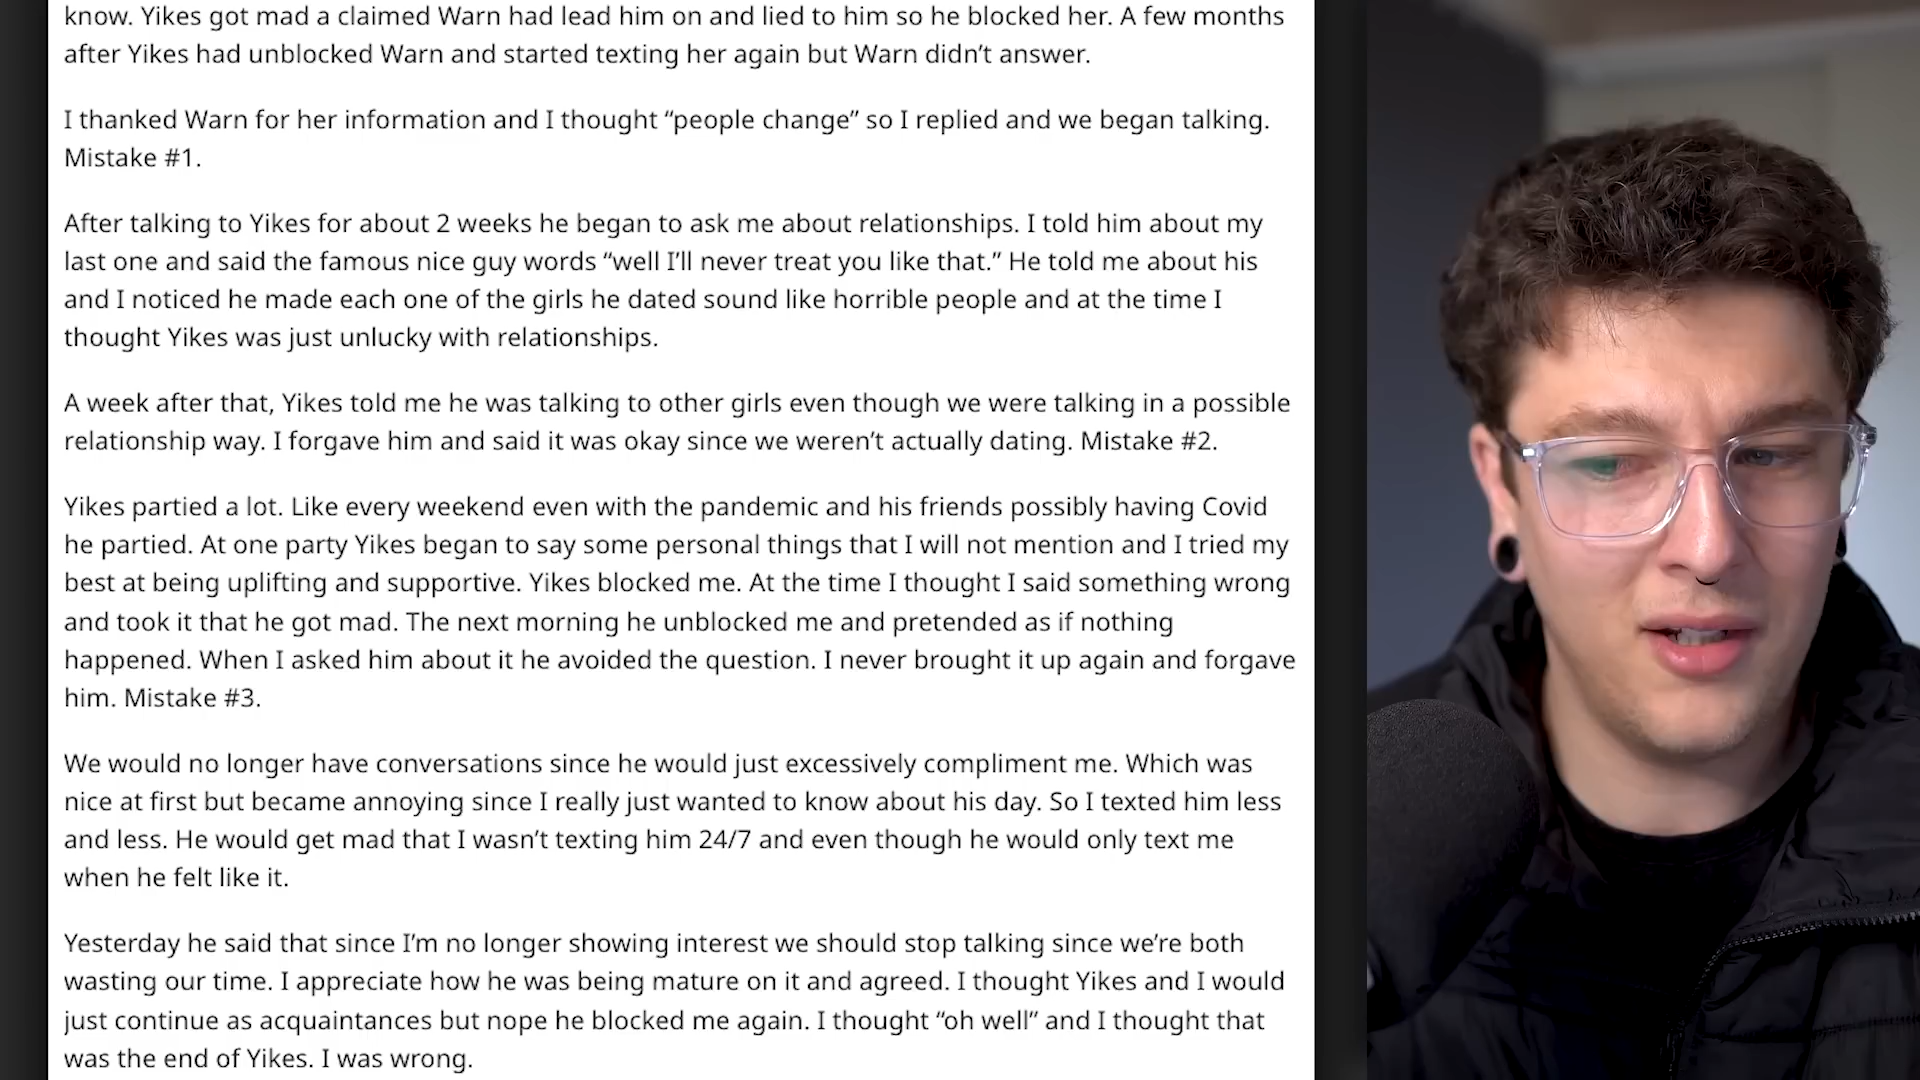 know. Yikes got mad a claimed Warn had lead him on and lied to him so he blocked her. A few months
after Yikes had unblocked Warn and started texting her again but Warn didn’t answer.
I thanked Warn for her information and I thought “people change” so I replied and we began talking.
Mistake #1.
After talking to Yikes for about 2 weeks he began to ask me about relationships. I told him about my
last one and said the famous nice guy words “well I’ll never treat you like that.” He told me about his
and I noticed he made each one of the girls he dated sound like horrible people and at the time I
thought Yikes was just unlucky with relationships.
A week after that, Yikes told me he was talking to other girls even though we were talking in a possible
relationship way. I forgave him and said it was okay since we weren’t actually dating. Mistake #2.
Yikes partied a lot. Like every weekend even with the pandemic and his friends possibly having Covid
he partied. At one party Yikes began to say some personal things that I will not mention and I tried my
best at being uplifting and supportive. Yikes blocked me. At the time I thought I said something wrong
and took it that he got mad. The next morning he unblocked me and pretended as if nothing
happened. When I asked him about it he avoided the question. I never brought it up again and forgave
him. Mistake #3.
We would no longer have conversations since he would just excessively compliment me. Which was
nice at first but became annoying since I really just wanted to know about his day. So I texted him less
and less. He would get mad that I wasn’t texting him 24/7 and even though he would only text me
when he felt like it.
Yesterday he said that since I’m no longer showing interest we should stop talking since we’re both
wasting our time. I appreciate how he was being mature on it and agreed. I thought Yikes and I would
just continue as acquaintances but nope he blocked me again. I thought “oh well” and I thought that
was the end of Yikes. I was wrong.